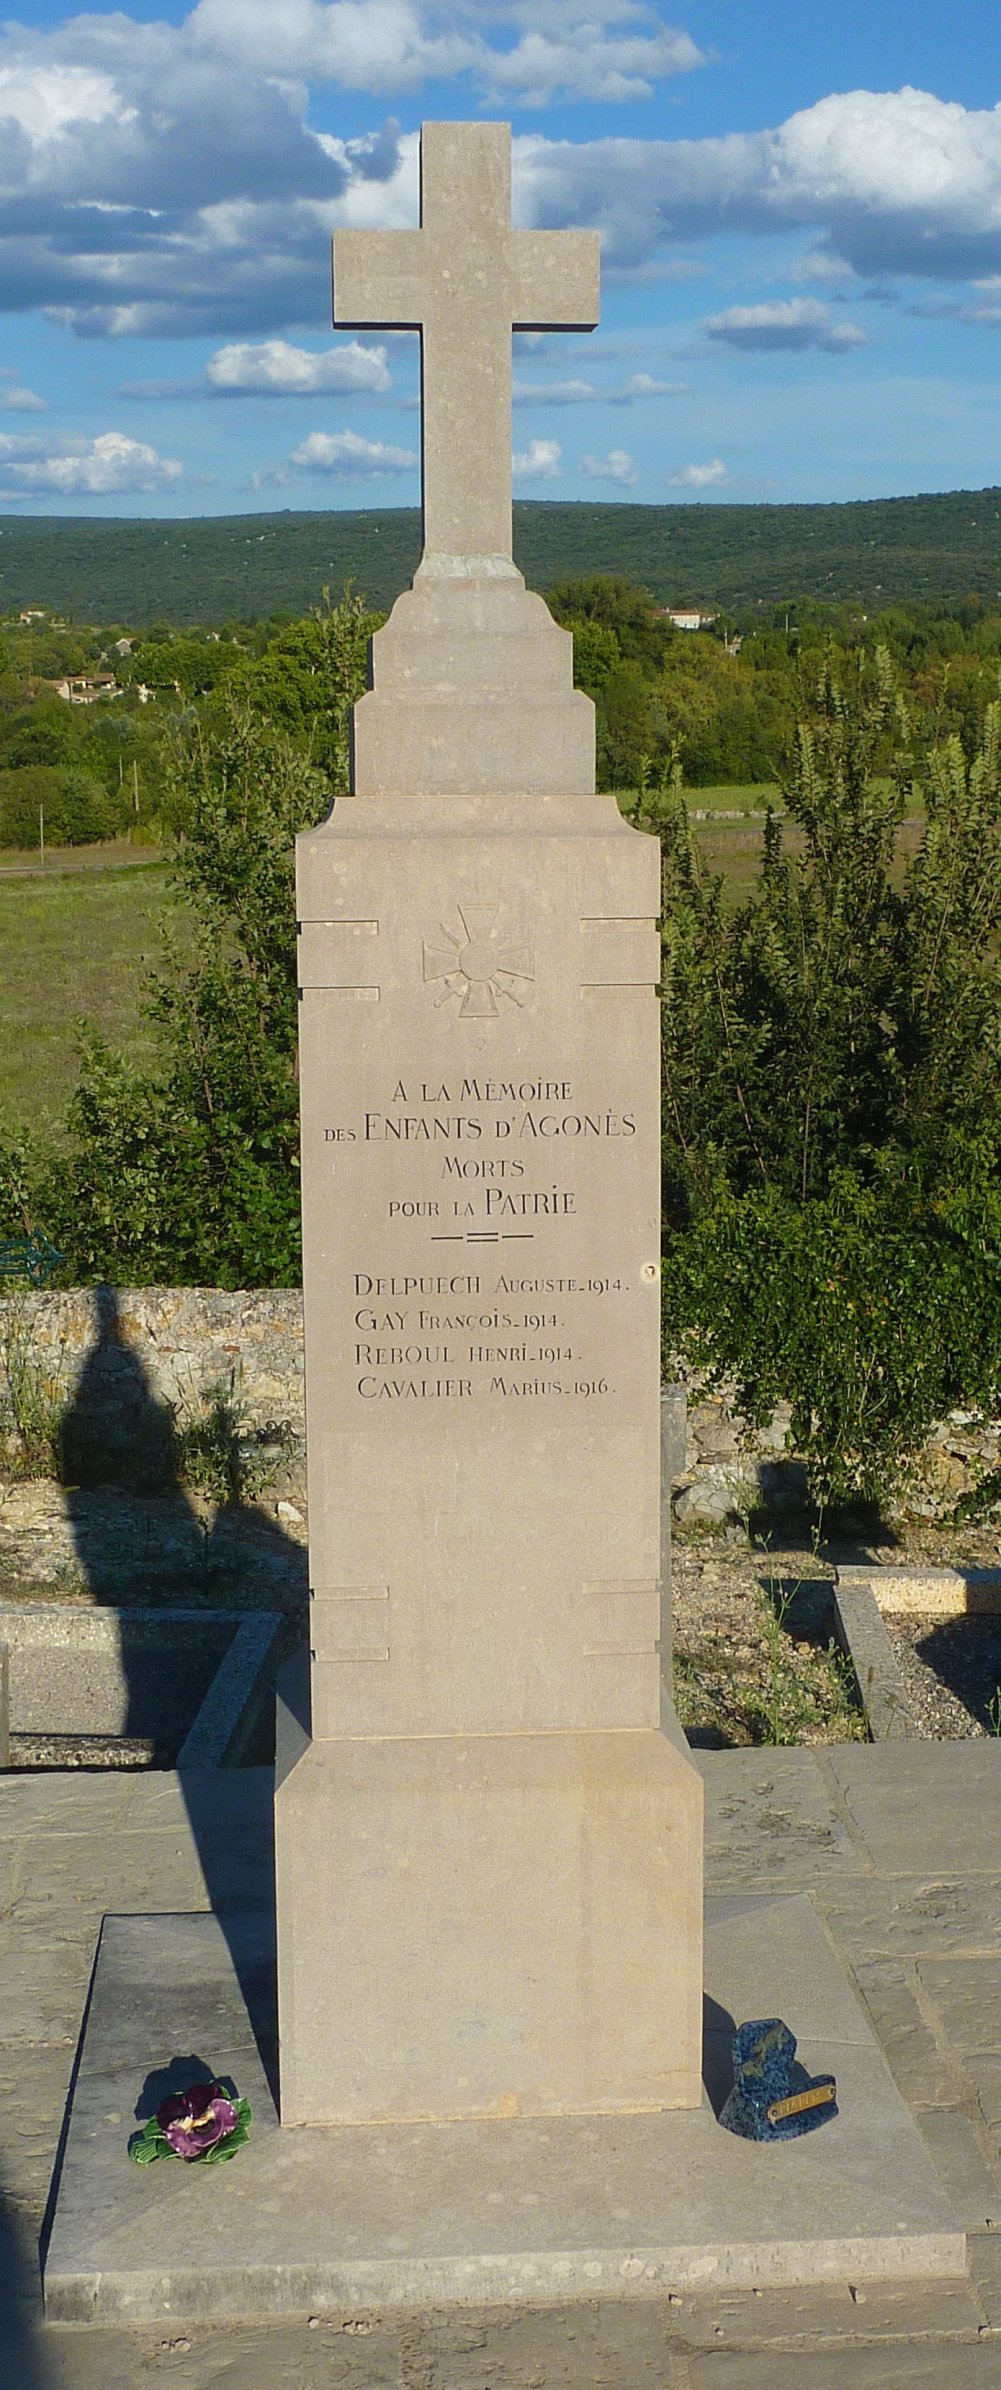 A LA MÉMOIRE
DES ENFANTS D'AGONÈS
MORTS
POUR LA PATRIE
DELPUECH AUGUSTE_1914.
GAY FRANÇOIS_1914.
REBOUL HENRI_1914.
CAVALIER MARIUS_1916.